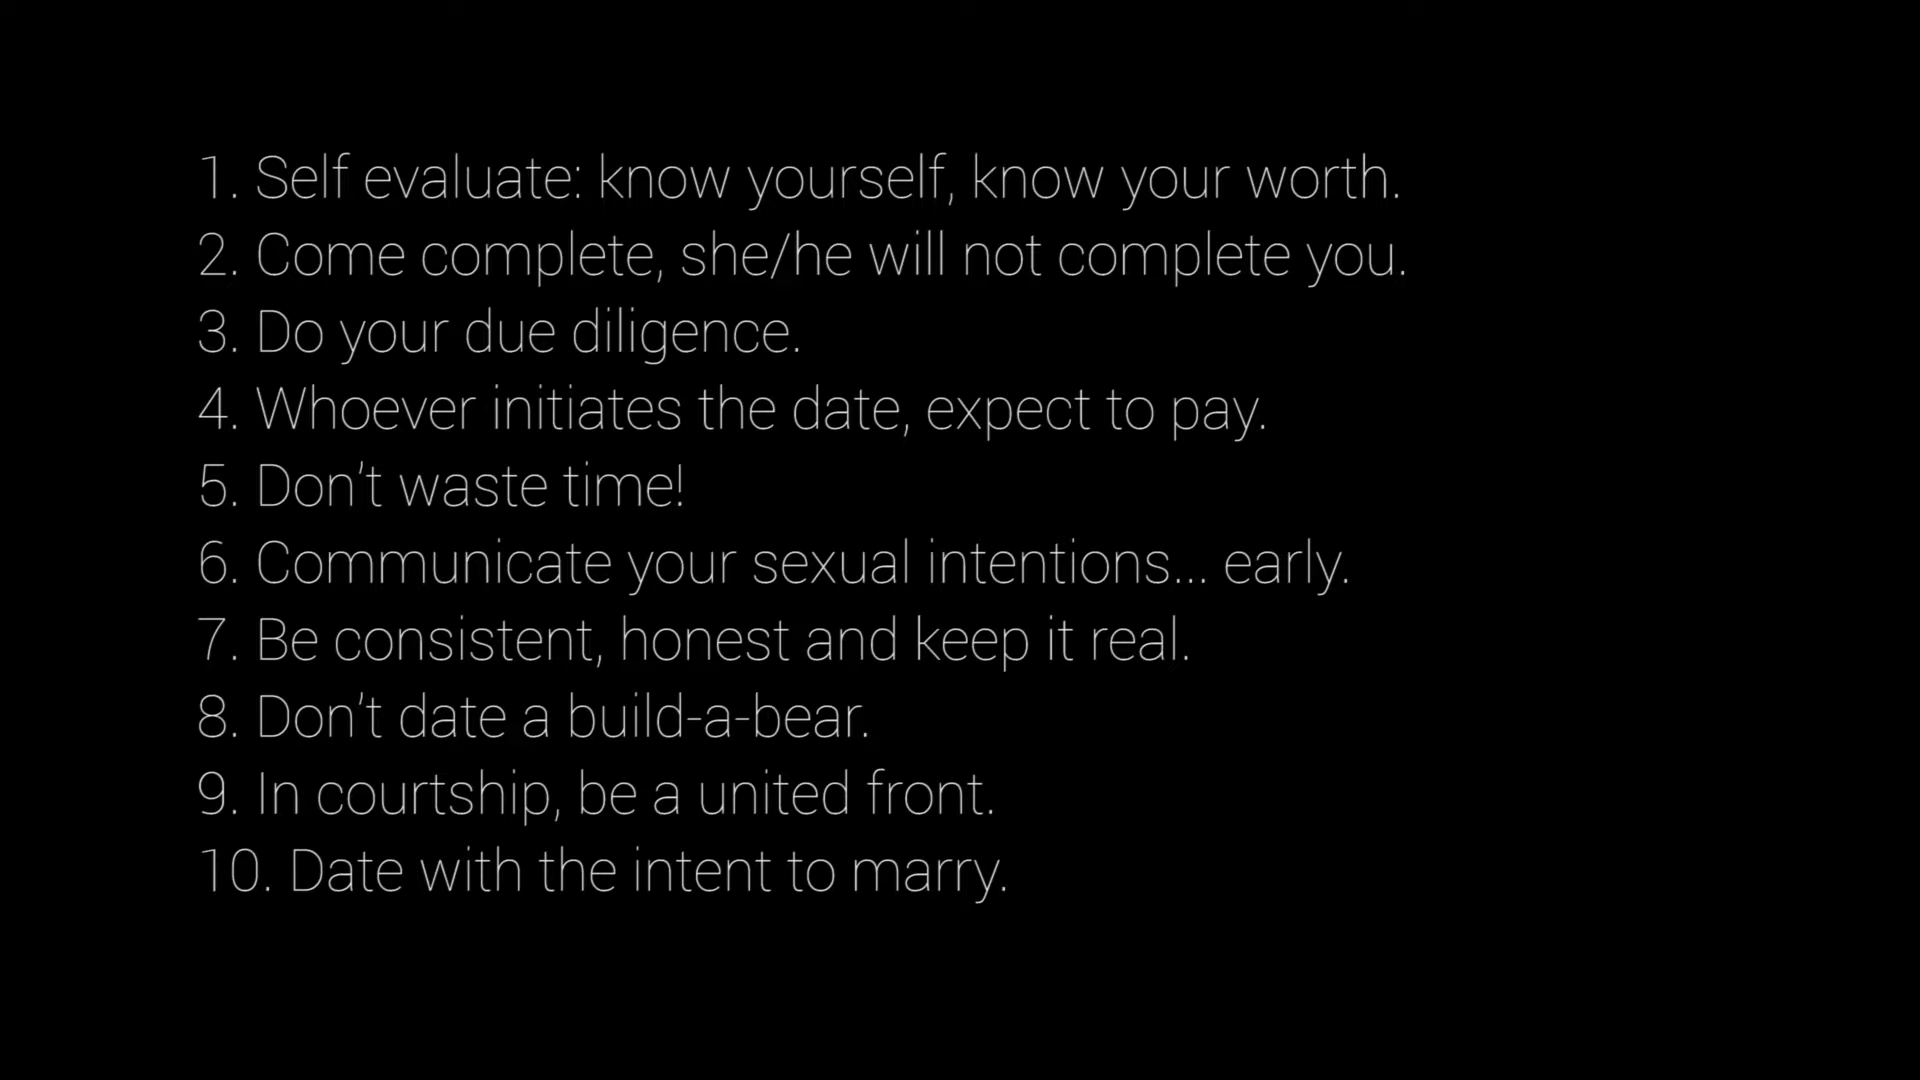 1. Self evaluate: know yourself, know your worth.
2. Come complete, she/he will not complete you.
3. Do your due diligence.
4. Whoever initiates the date, expect to pay.
5. Don't waste time!
6. Communicate your sexual intentions... early.
7. Be consistent, honest and keep it real.
8. Don't date a build-a-bear.
9. In courtship, be a united front.
10. Date with the intent to marry.